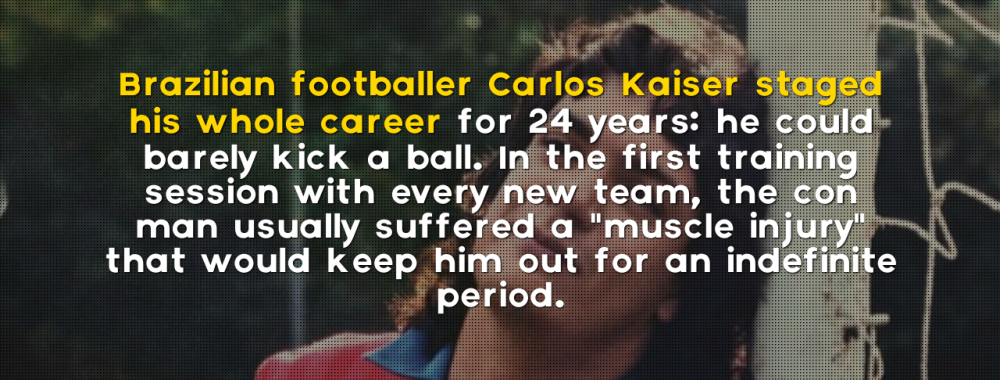 Brazilian footballer Carlos Kaiser staged
his whole career for 24 years: he could
barely kick a ball. In the first training
session with every new team, the con
man usually suffered a "muscle injury"
that would keep him out for an indefinite
period.